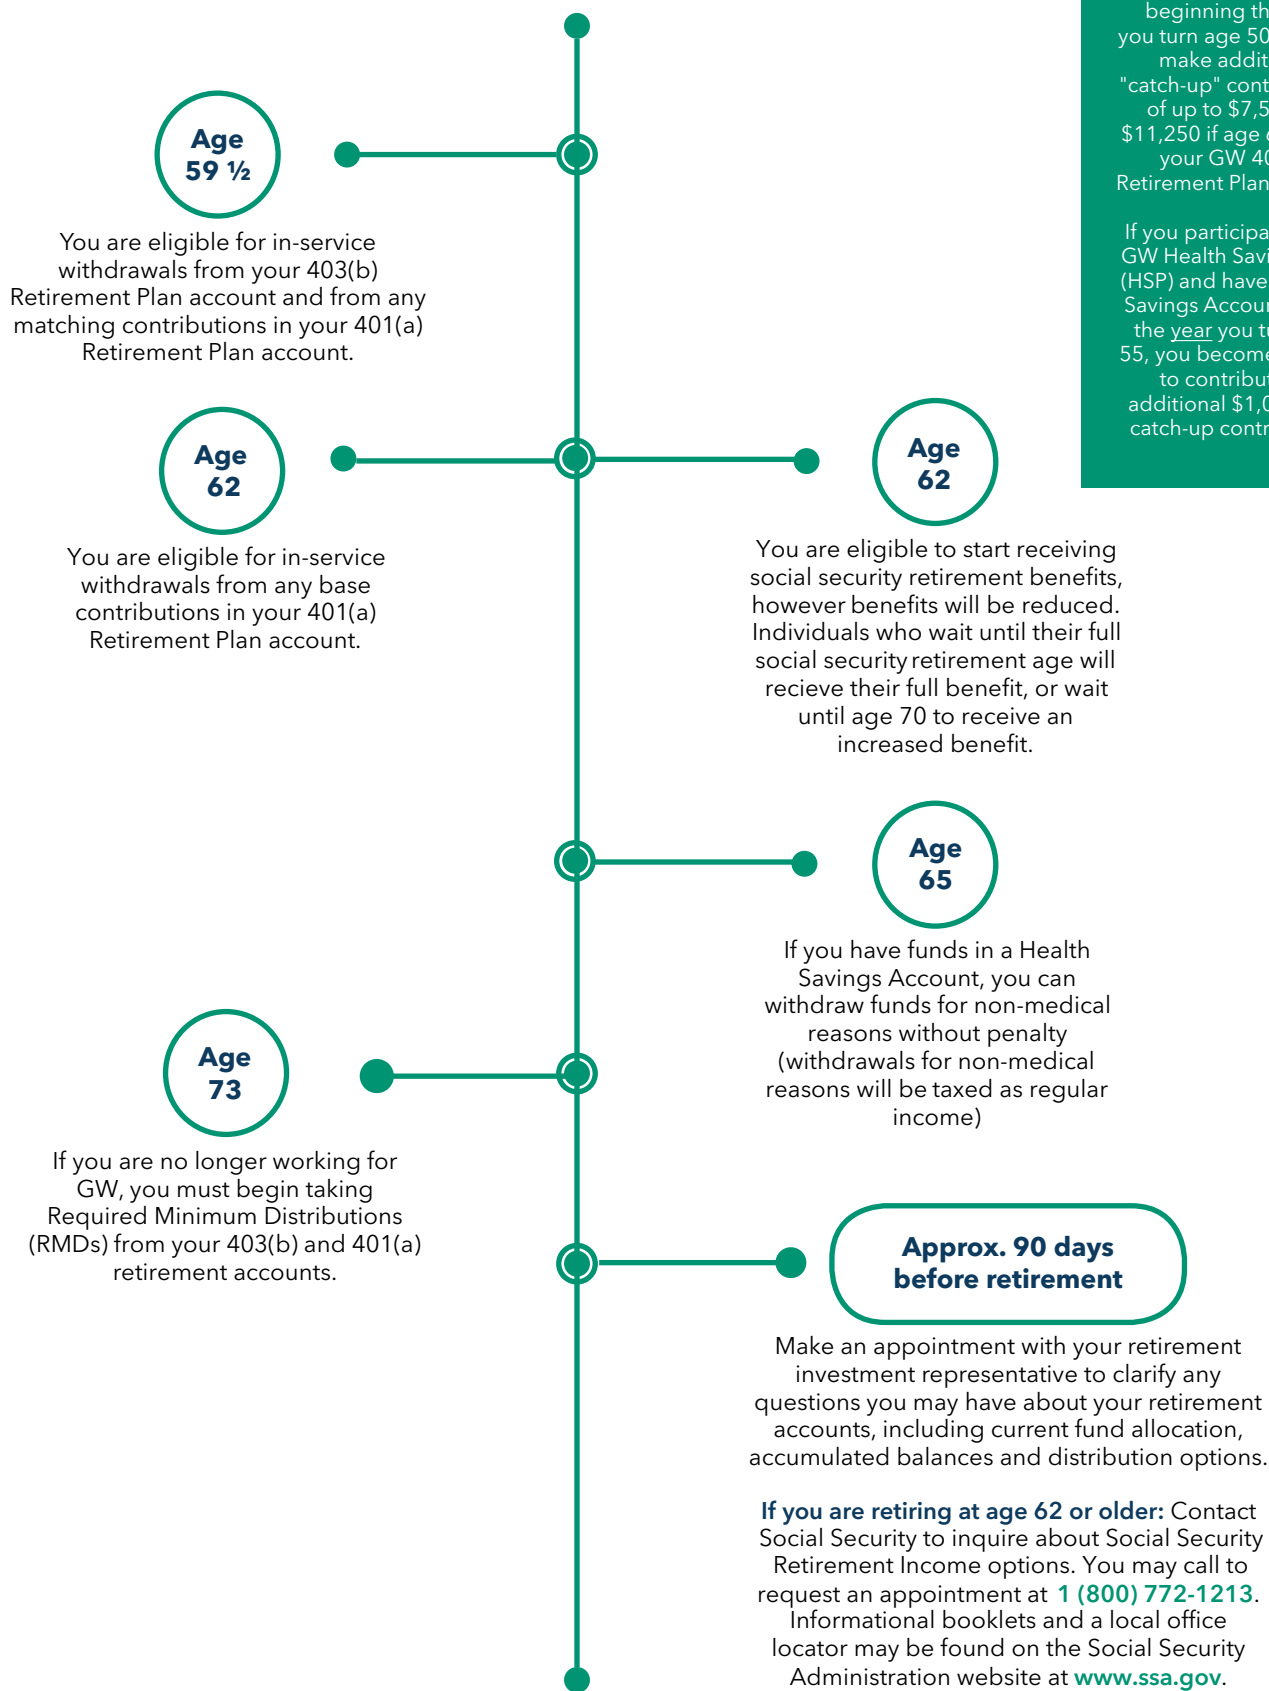 beginning th
you turn age 50
make addit
"catch-up" cont
of up to $7,5
$11,250 if age
your GW 40
Retirement Plan
If you participa
GW Health Savi
(HSP) and have
Savings Accou
the year you tu
55, you become
to contribut
additional $1,0
catch-up contr
Age
59 ½
You are eligible for in-service
withdrawals from your 403(b)
Retirement Plan account and from any
matching contributions in your 401(a)
Retirement Plan account.
Age
62
You are eligible for in-service
withdrawals from any base
contributions in your 401(a)
Retirement Plan account.
Age
62
You are eligible to start receiving
social security retirement benefits,
however benefits will be reduced.
Individuals who wait until their full
social security retirement age will
recieve their full benefit, or wait
until age 70 to receive an
increased benefit.
Age
65
If you have funds in a Health
Savings Account, you can
withdraw funds for non-medical
reasons without penalty
(withdrawals for non-medical
reasons will be taxed as regular
income)
Age
73
If you are no longer working for
GW, you must begin taking
Required Minimum Distributions
(RMDs) from your 403(b) and 401(a)
retirement accounts.
Approx. 90 days
before retirement
Make an appointment with your retirement
investment representative to clarify any
questions you may have about your retirement
accounts, including current fund allocation,
accumulated balances and distribution options.
If you are retiring at age 62 or older: Contact
Social Security to inquire about Social Security
Retirement Income options. You may call to
request an appointment at 1 (800) 772-1213.
Informational booklets and a local office
locator may be found on the Social Security
Administration website at www.ssa.gov.